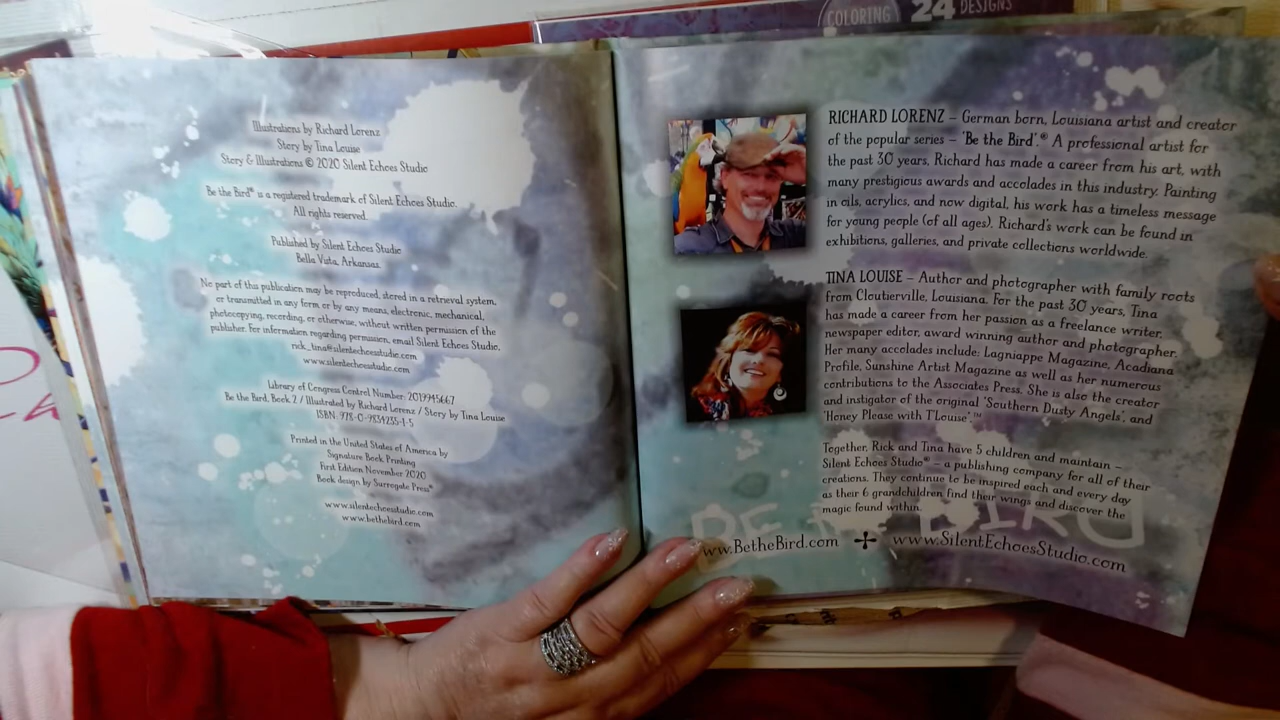 COLORING 24 DESIGNS
Illustrations by Richard Lorenz
Story by Tina Louise
Story & Illustrations © 2020 Silent Echoes Studio
Be the Bird® is a registered trademark of Silent Echoes Studio.
All rights reserved.
Published by Silent Echoes Studio
Bella Vista, Arkansas.
No part of this publication may be reproduced, stored in a retrieval system,
or transmitted in any form or by any means, electronic, mechanical,
photocopying, recording, or otherwise, without written permission of the
publisher. For information regarding permission, email Silent Echoes Studio,
rick_tina@silentechoesstudio.com
www.silentechoesstudio.com
Library of Congress Control Number: 2019945667
Be the Bird, Book 2 / Illustrated by Richard Lorenz / Story by Tina Louise
ISBN: 978-0-9834235-1-5
Printed in the United States of America by
Signature Book Printing
First Edition November 2020
Book design by Surrogate Press®
www.silentechoesstudio.com
www.bethebird.com
RICHARD LORENZ – German born, Louisiana artist and creator
of the popular series – 'Be the Bird'.® A professional artist for
the past 30 years, Richard has made a career from his art, with
many prestigious awards and accolades in this industry. Painting
in oils, acrylics, and now digital, his work has a timeless message
for young people (of all ages). Richard's work can be found in
exhibitions, galleries, and private collections worldwide.
TINA LOUISE – Author and photographer with family roots
from Cloutierville, Louisiana. For the past 30 years, Tina
has made a career from her passion as a freelance writer,
newspaper editor, award winning author and photographer.
Her many accolades include: Lagniappe Magazine, Acadiana
Profile, Sunshine Artist Magazine as well as her numerous
contributions to the Associates Press. She is also the creator
and instigator of the original 'Southern Dusty Angels', and
'Honey Please with T'Louise'.™
Together, Rick and Tina have 5 children and maintain –
Silent Echoes Studio® – a publishing company for all of their
creations. They continue to be inspired each and every day
as their 6 grandchildren find their wings and discover the
magic found within.
BE BIRD
www.BetheBird.com www.SilentEchoesStudio.com